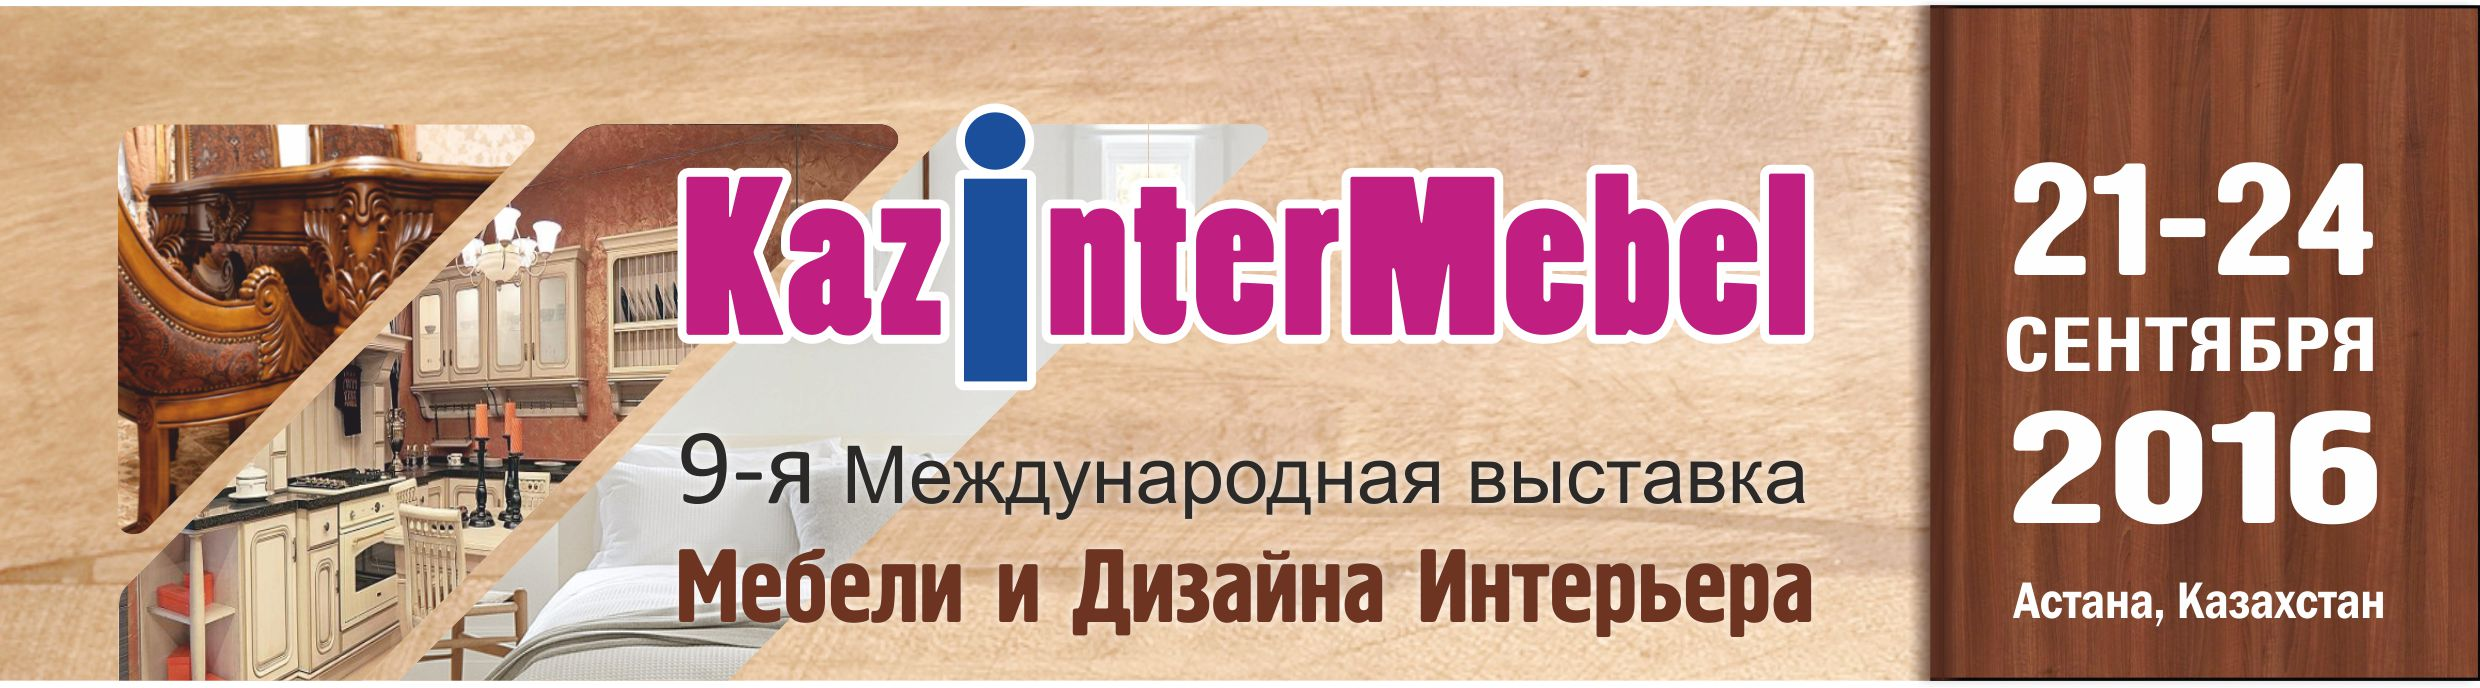 KazinterMebel
9-я Международная выставка
Мебели и Дизайна Интерьера
21-24
СЕНТЯБРЯ
2016
Астана, Казахстан